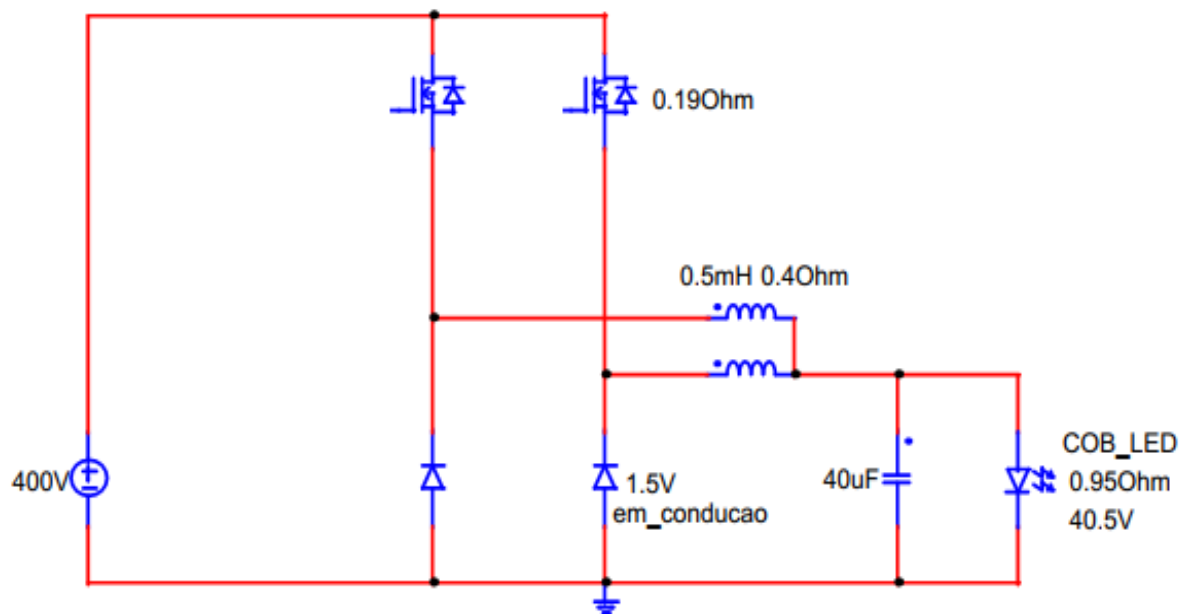 0.19Ohm
0.5mH 0.4Ohm
400V
1.5V
em_conducao
40uF
COB_LED
0.95Ohm
40.5V